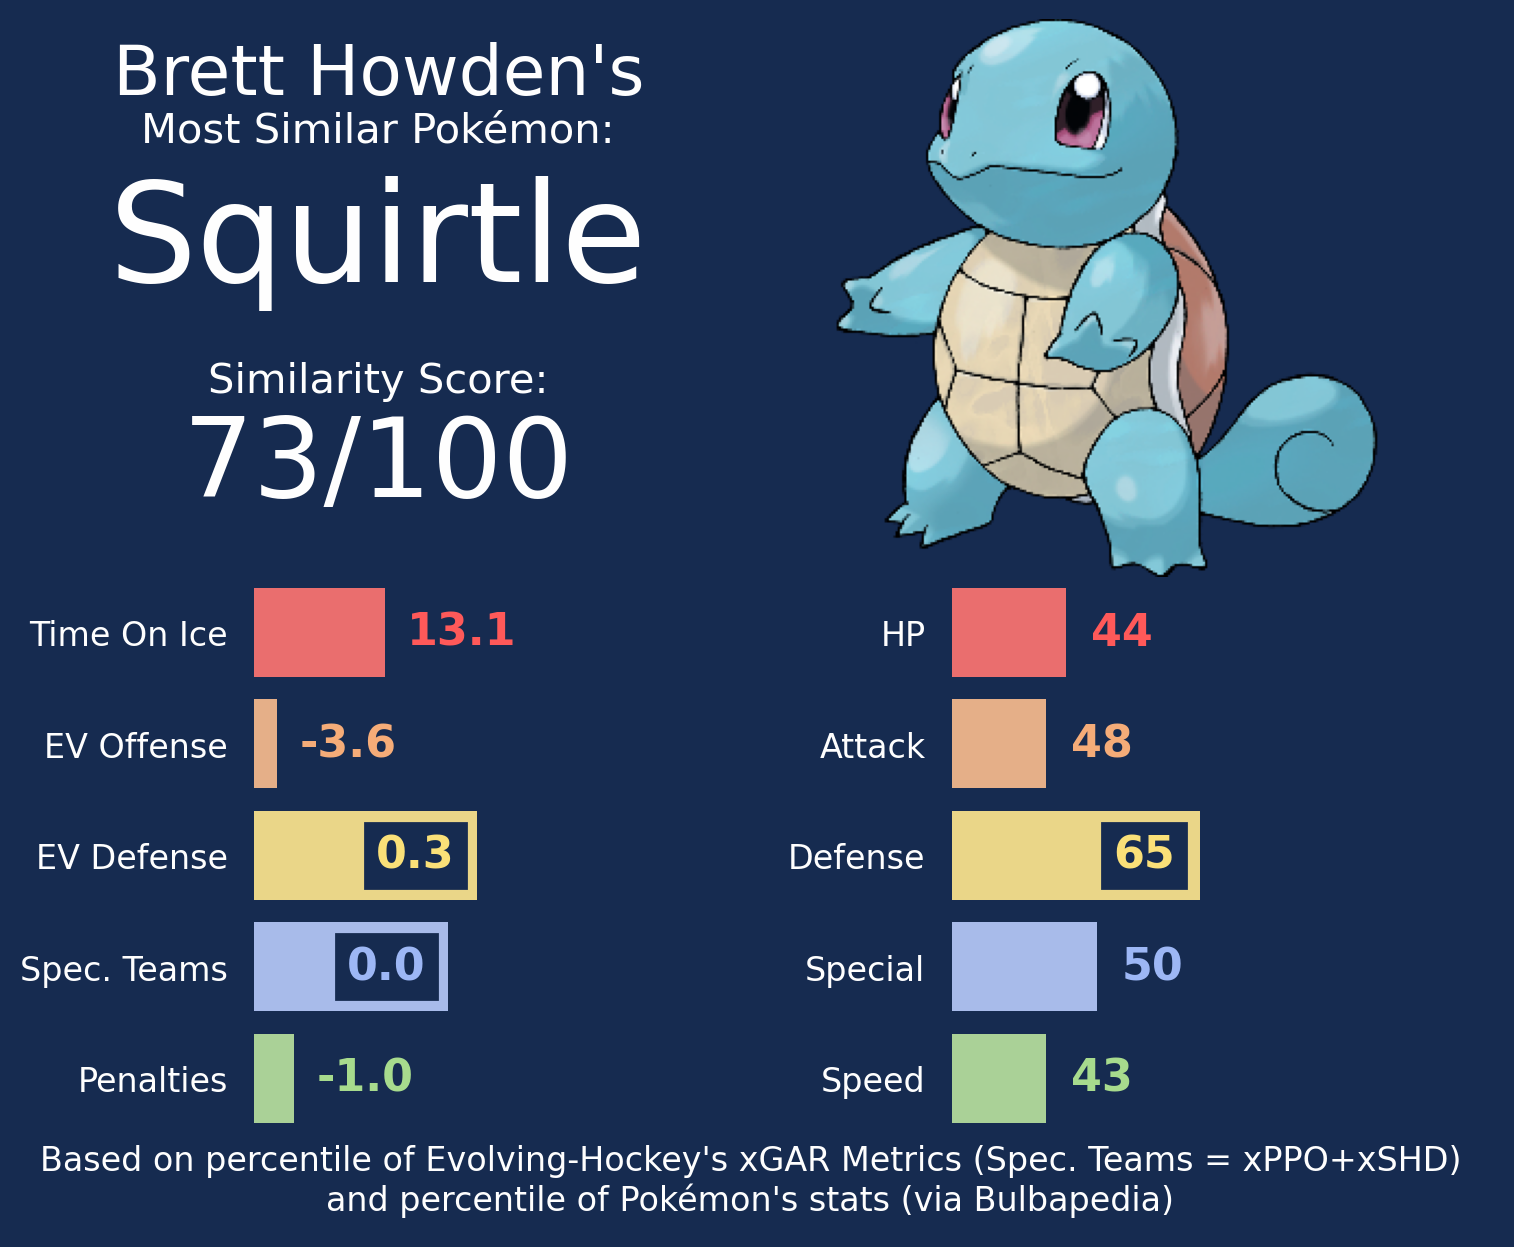 Brett Howden's
Most Similar Pokémon:
Squirtle
Similarity Score:
73/100
Time On Ice 13.1
EV Offense -3.6
EV Defense 0.3
Spec. Teams 0.0
Penalties -1.0
HP 44
Attack 48
Defense 65
Special 50
Speed 43
Based on percentile of Evolving-Hockey's xGAR Metrics (Spec. Teams = xPPO+xSHD)
and percentile of Pokémon's stats (via Bulbapedia)